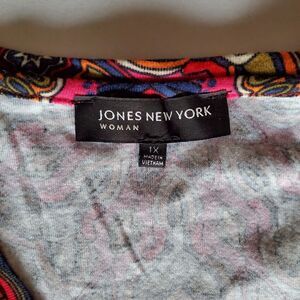 JONES NEW YORK
WOMAN
1X
MADE IN
VIETNAM